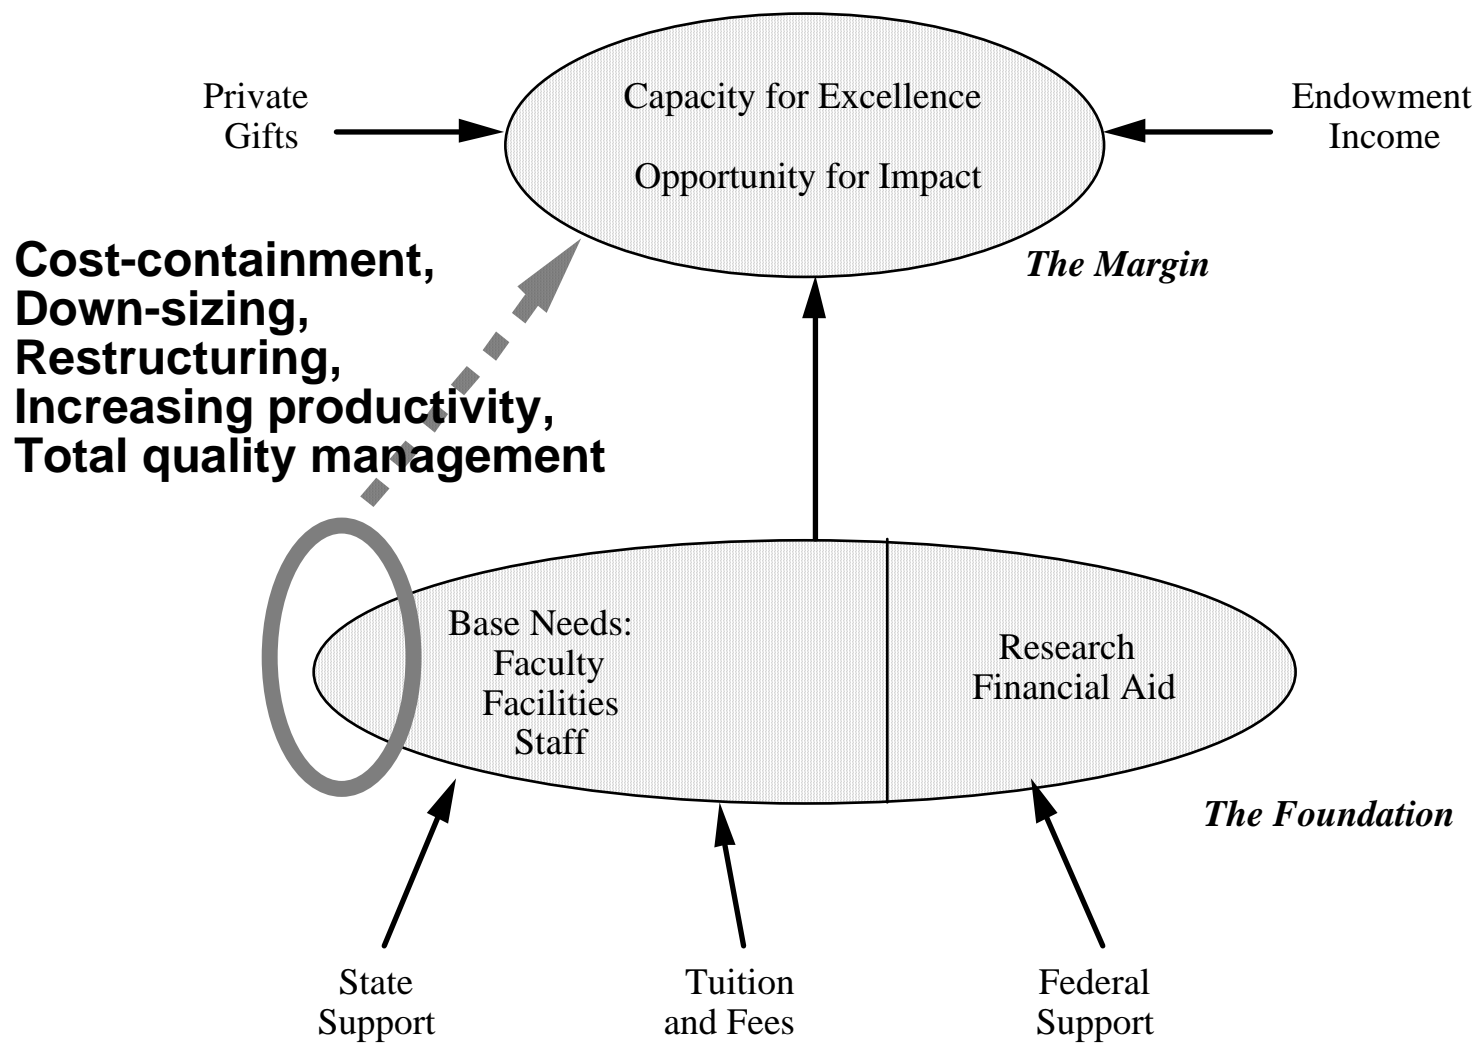 Private
Gifts
Capacity for Excellence
Opportunity for Impact
Endowment
Income
The Margin
Cost-containment,
Down-sizing,
Restructuring,
Increasing productivity,
Total quality management
Base Needs:
Faculty
Facilities
Staff
Research
Financial Aid
The Foundation
State
Support
Tuition
and Fees
Federal
Support